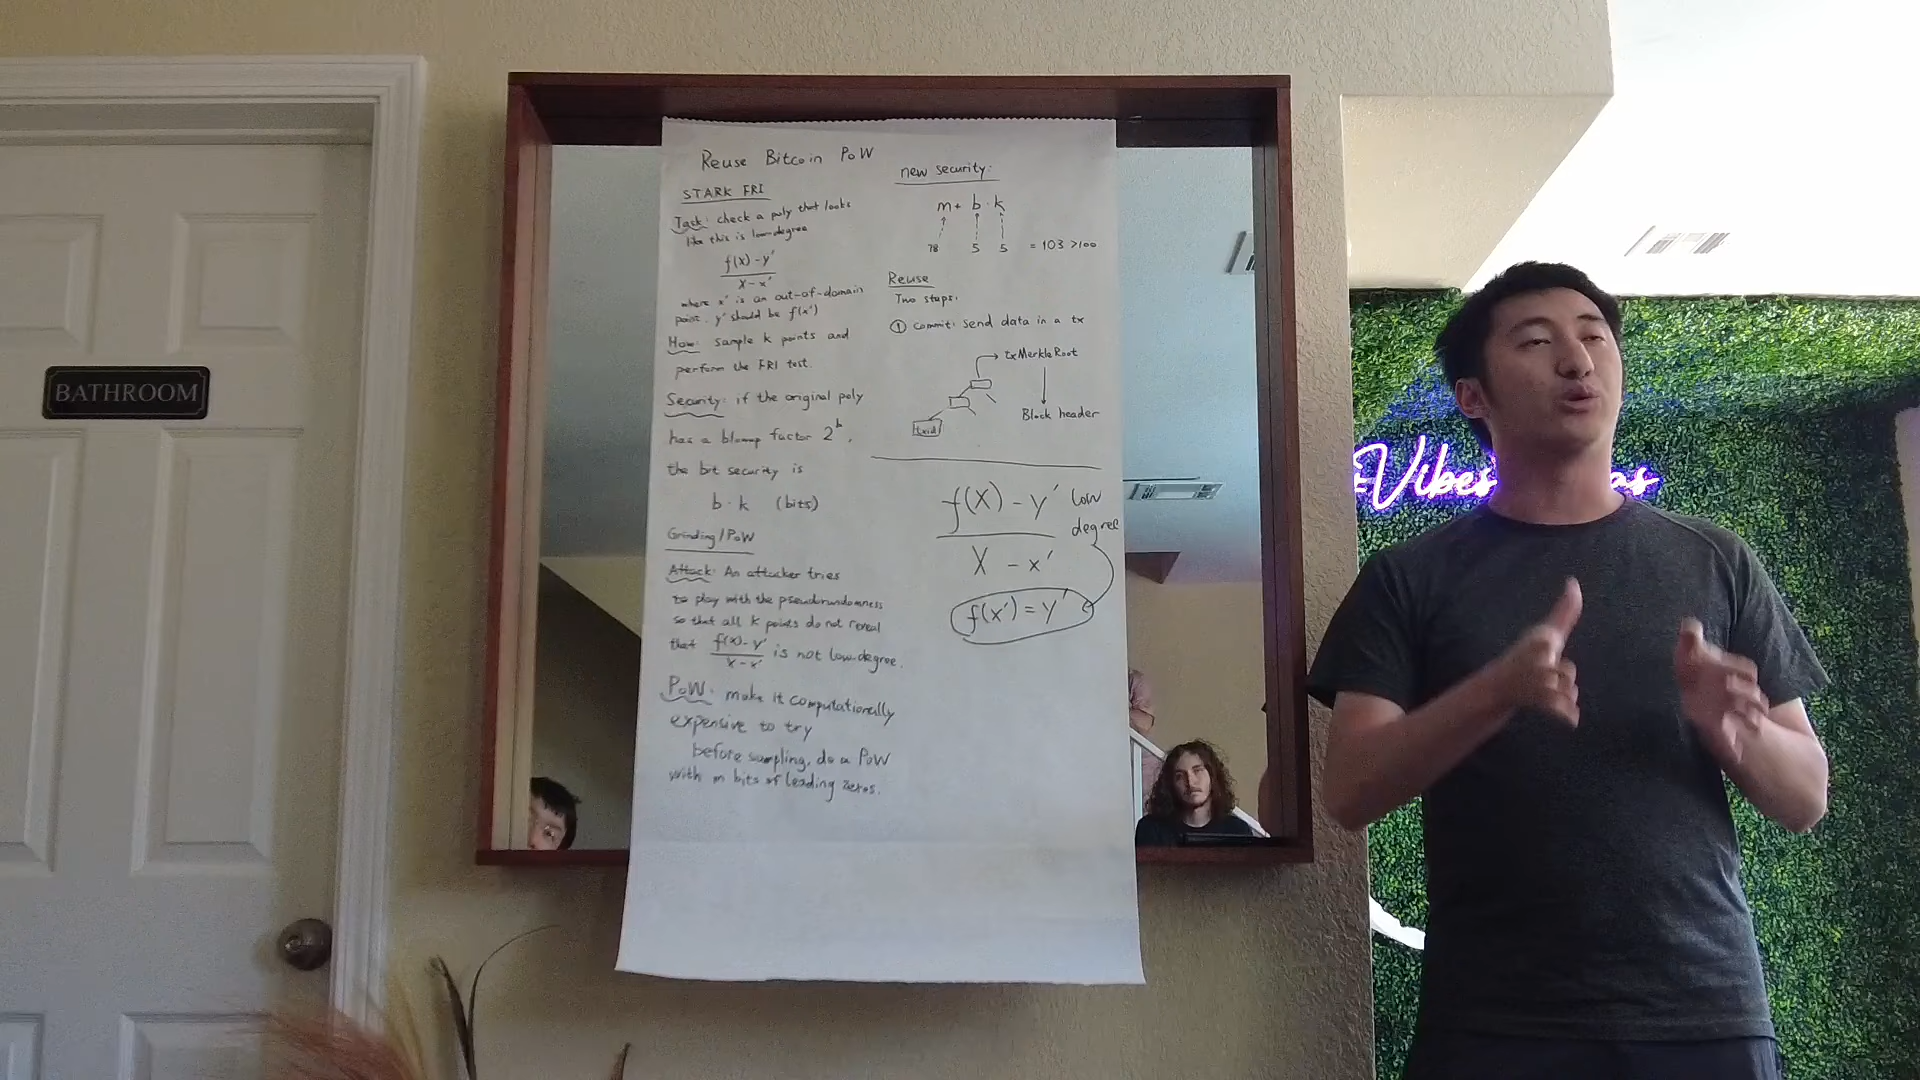 BATHROOM
Reuse Bitcoin PoW
STARK FRI
Task: check a poly that looks
like this is low-degree
f(X) - y'
X - x'
where x' is an out-of-domain
point. y' should be f(x')
How: sample k points and
perform the FRI test.
Security: if the original poly
has a blowup factor 2^b,
the bit security is
b · k (bits)
Grinding/PoW
Attack: An attacker tries
to play with the pseudorandomness
so that all k points do not reveal
that f(x) - y' / x - x' is not low-degree.
PoW: make it computationally
expensive to try
before sampling, do a PoW
with m bits of leading zeros.
new security:
m + b · k
78 5 5 = 103 >100
Reuse
Two steps.
① commit: send data in a tx
txMerkleRoot
Block header
txid
f(X) - y' low
degree
X - x'
f(x') = y'
Vibes as